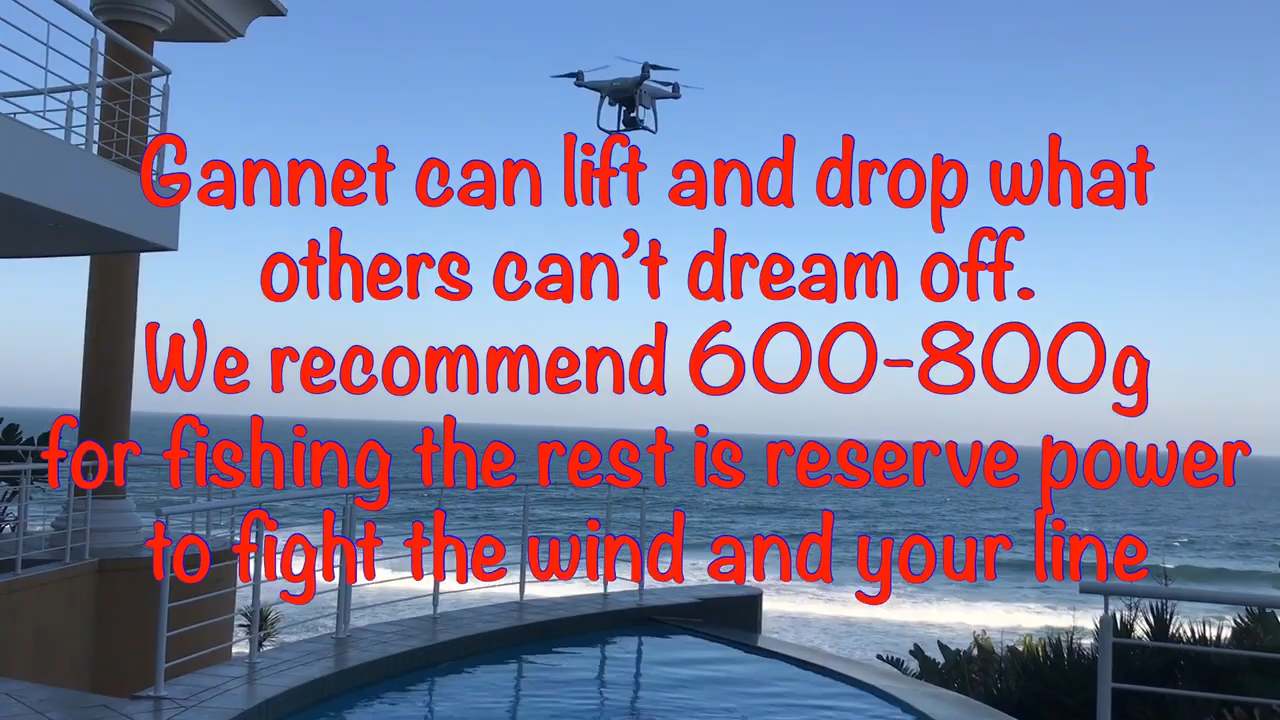 Gannet can lift and drop what
others can’t dream off.
We recommend 600-800g
for fishing the rest is reserve power
to fight the wind and your line